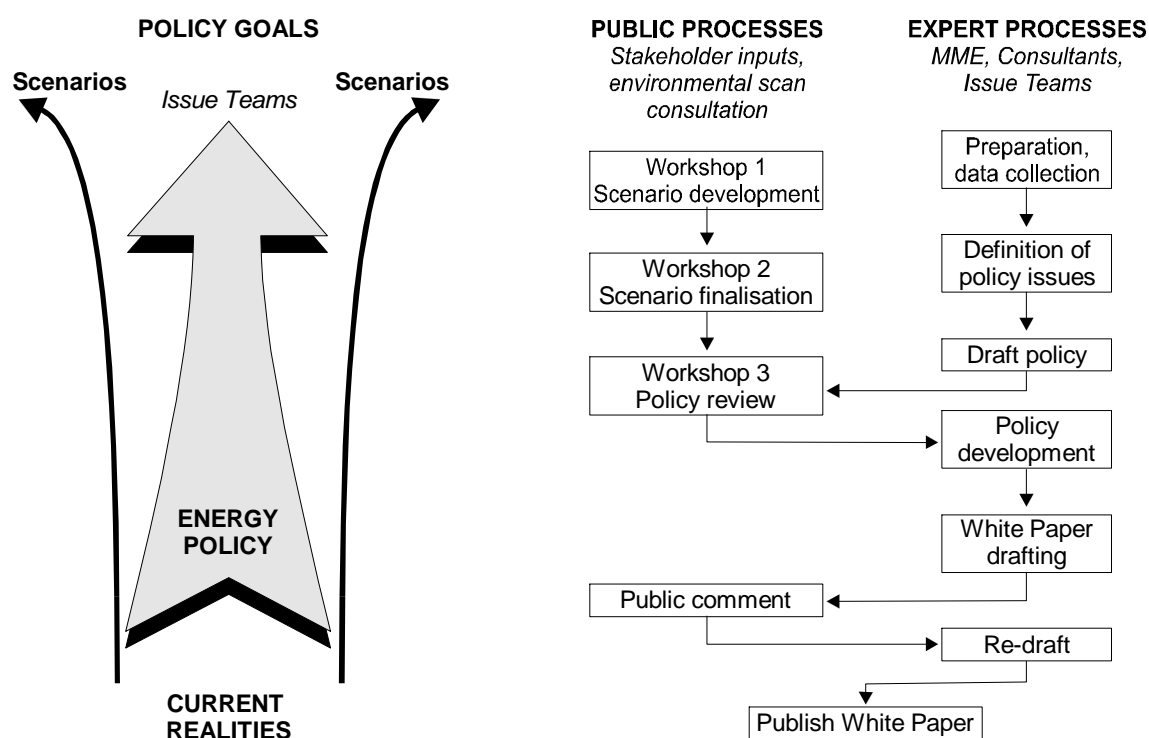 POLICY GOALS
Scenarios
Scenarios
Issue Teams
ENERGY
POLICY
CURRENT
REALITIES
PUBLIC PROCESSES
Stakeholder inputs,
environmental scan
consultation
EXPERT PROCESSES
MME, Consultants,
Issue Teams
Workshop 1
Scenario development
Preparation,
data collection
Workshop 2
Scenario finalisation
Definition of
policy issues
Draft policy
Workshop 3
Policy review
Policy
development
White Paper
drafting
Public comment
Re-draft
Publish White Paper